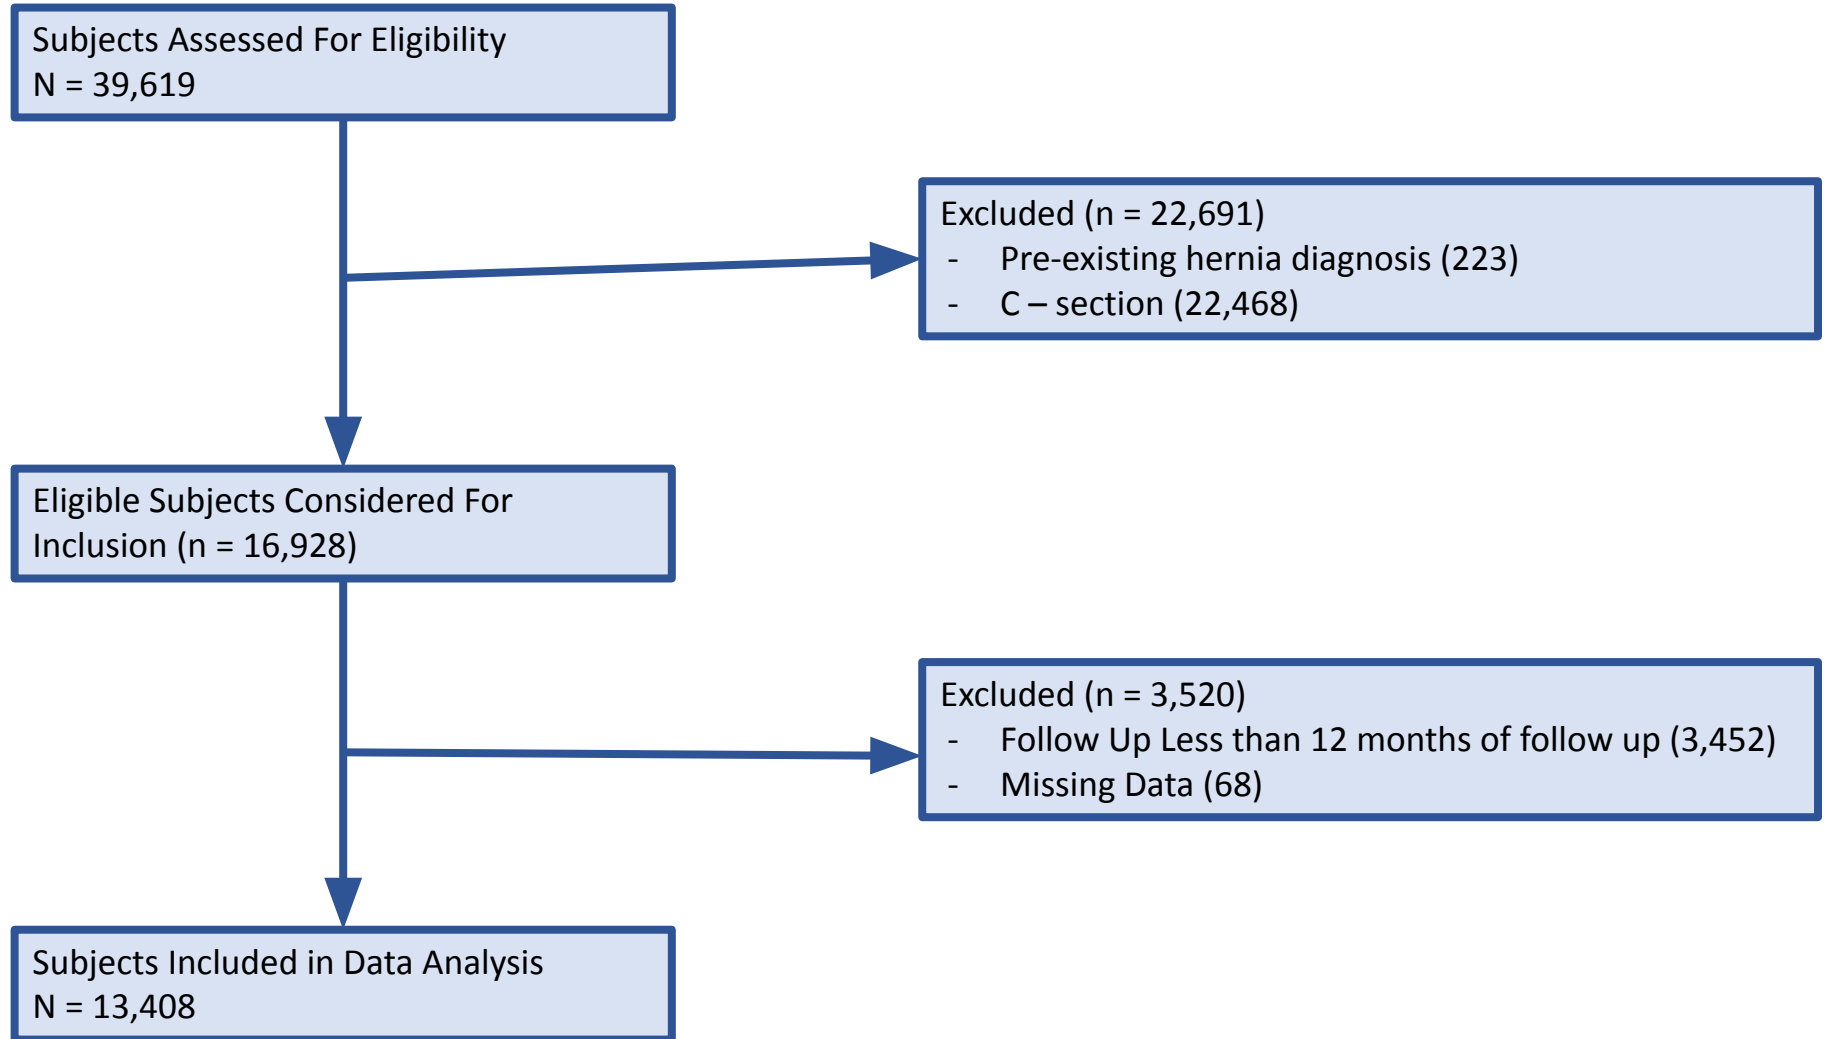 Subjects Assessed For Eligibility
N = 39,619
Excluded (n = 22,691)
- Pre-existing hernia diagnosis (223)
- C – section (22,468)
Eligible Subjects Considered For
Inclusion (n = 16,928)
Excluded (n = 3,520)
- Follow Up Less than 12 months of follow up (3,452)
- Missing Data (68)
Subjects Included in Data Analysis
N = 13,408